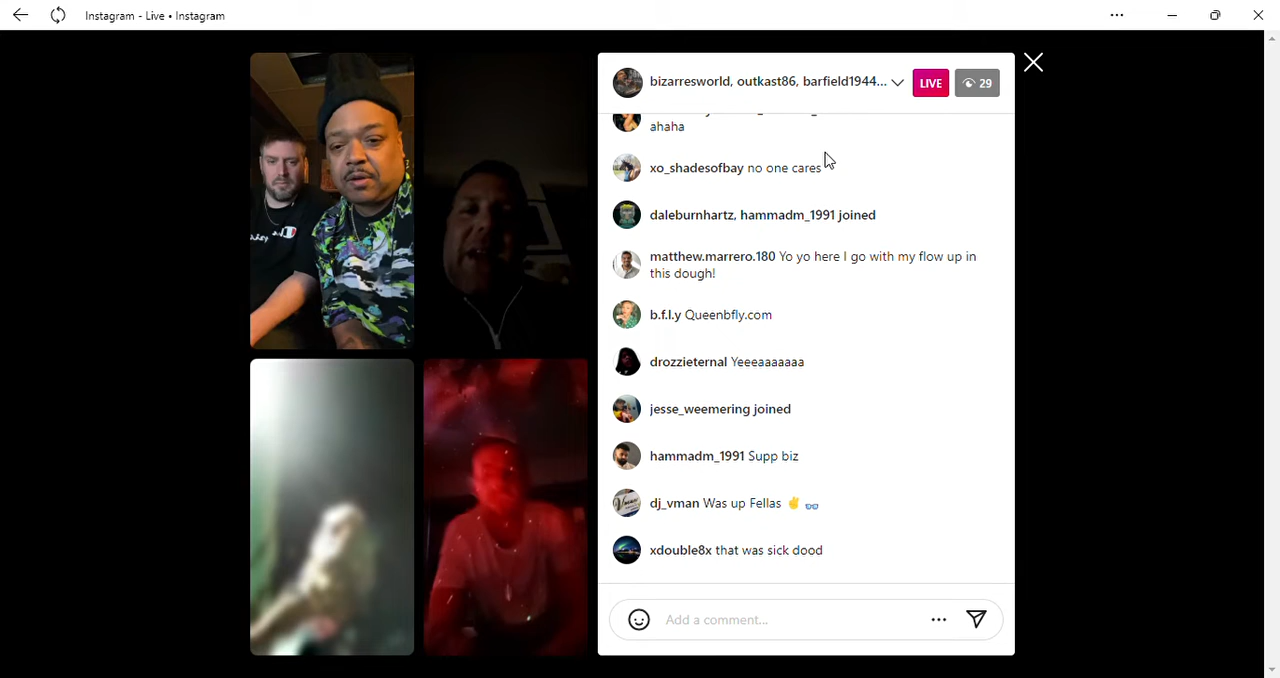 Instagram - Live • Instagram
bizarresworld, outkast86, barfield1944...
LIVE
29
ahaha
xo_shadesofbay no one cares
daleburnhartz, hammadm_1991 joined
matthew.marrero.180 Yo yo here I go with my flow up in
this dough!
b.f.l.y Queenbfly.com
drozzieternal Yeeeaaaaaaa
jesse_weemering joined
hammadm_1991 Supp biz
dj_vman Was up Fellas ✌️ 👓
xdouble8x that was sick dood
Add a comment...